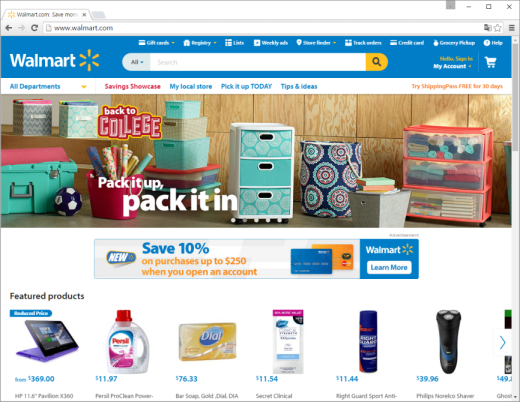 Walmart.com: Save mon
www.walmart.com
Gift cards
Registry
Lists
Weekly ads
Store finder
Track orders
Credit card
Grocery Pickup
Help
Walmart
All
Search
Hello. Sign In
My Account
All Departments
Savings Showcase
My local store
Pick it up TODAY
Tips & ideas
Try ShippingPass FREE for 30 days
back to
COLLEGE
Pack it up,
pack it in
Advertisement
NEW
Save 10%
on purchases up to $250
when you open an account
Walmart
Learn More
Featured products
Reduced Price
Persil
Dial
RIGHT GUARD
from $369.00
$11.97
$76.33
$11.54
$11.44
$39.96
$49.8
HP 11.6" Pavilion X360
Persil ProClean Power-
Bar Soap, Gold ,DIAL ,DIA
Secret Clinical
Right Guard Sport Anti-
Philips Norelco Shaver
Ghost